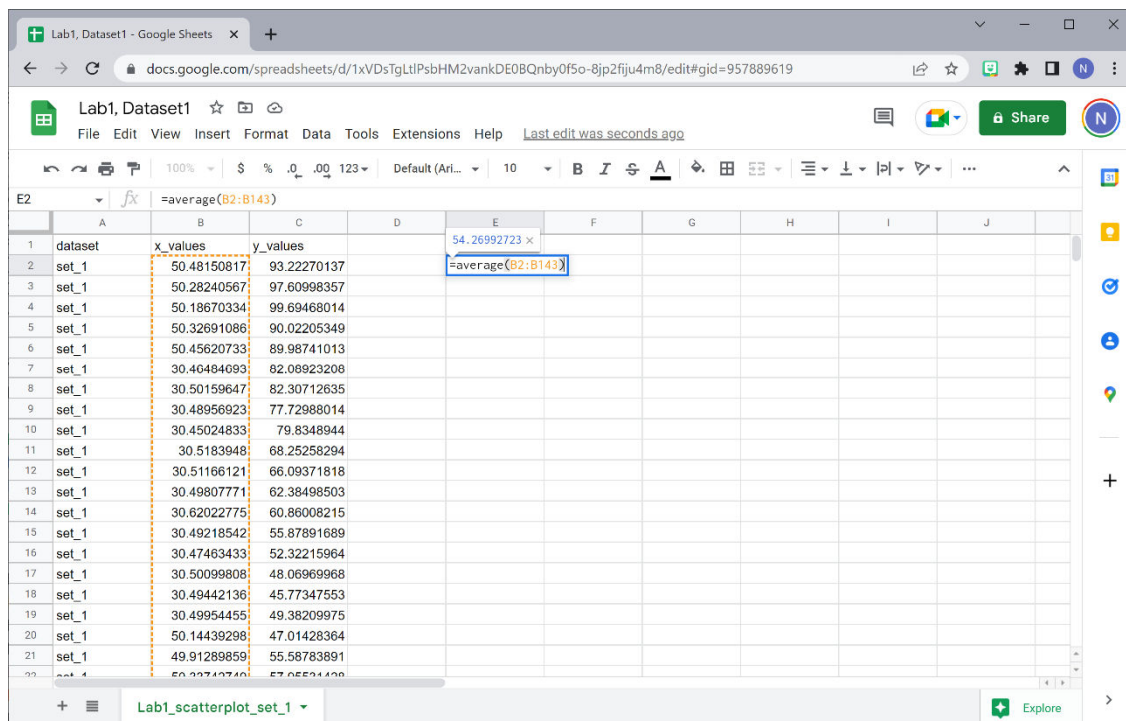 Lab1, Dataset1 - Google Sheets
docs.google.com/spreadsheets/d/1xVDsTgLtlPsbHM2vankDE0BQnby0f5o-8jp2fiju4m8/edit#gid=957889619
N
Lab1, Dataset1
File Edit View Insert Format Data Tools Extensions Help Last edit was seconds ago
Share
N
100% $ % .0 .00 123 Default (Ari... 10 B I S A
31
E2 fx =average(B2:B143)
A B C D E F G H I J
54.26992723 ×
1 dataset x_values y_values
2 set_1 50.48150817 93.22270137 =average(B2:B143)
3 set_1 50.28240567 97.60998357
4 set_1 50.18670334 99.69468014
5 set_1 50.32691086 90.02205349
6 set_1 50.45620733 89.98741013
7 set_1 30.46484693 82.08923208
8 set_1 30.50159647 82.30712635
9 set_1 30.48956923 77.72988014
10 set_1 30.45024833 79.8348944
11 set_1 30.5183948 68.25258294
12 set_1 30.51166121 66.09371818
13 set_1 30.49807771 62.38498503
14 set_1 30.62022775 60.86008215
15 set_1 30.49218542 55.87891689
16 set_1 30.47463433 52.32215964
17 set_1 30.50099808 48.06969968
18 set_1 30.49442136 45.77347553
19 set_1 30.49954455 49.38209975
20 set_1 50.14439298 47.01428364
21 set_1 49.91289859 55.58783891
Lab1_scatterplot_set_1
Explore